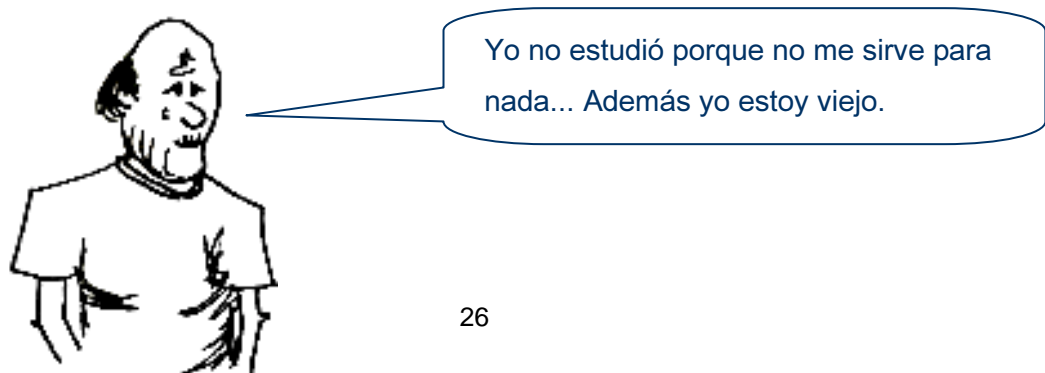 Yo no estudió porque no me sirve para
nada... Además yo estoy viejo.
26